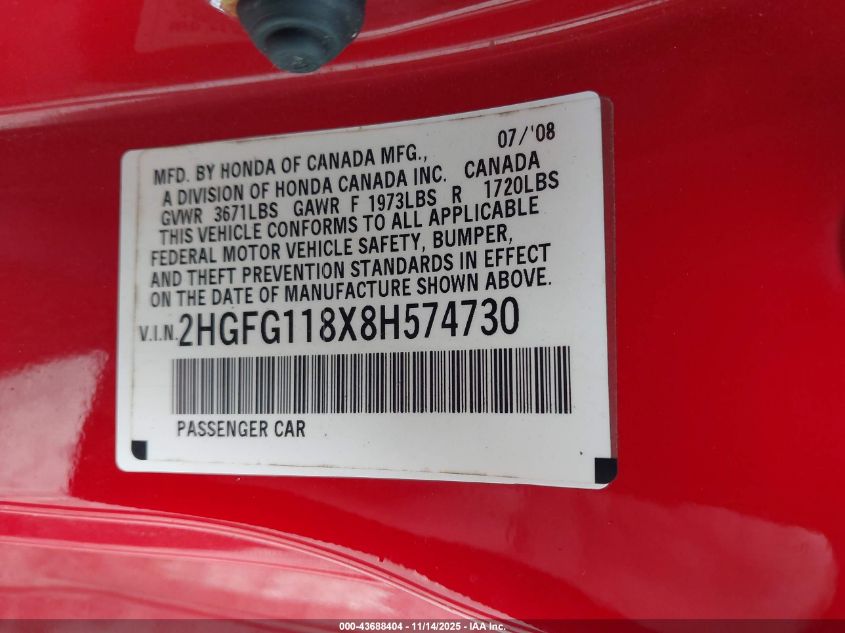 07/'08
MFD. BY HONDA OF CANADA MFG.,
A DIVISION OF HONDA CANADA INC. CANADA
GVWR 3671LBS GAWR F 1973LBS R 1720LBS
THIS VEHICLE CONFORMS TO ALL APPLICABLE
FEDERAL MOTOR VEHICLE SAFETY, BUMPER,
AND THEFT PREVENTION STANDARDS IN EFFECT
ON THE DATE OF MANUFACTURE SHOWN ABOVE.
V.I.N. 2HGFG118X8H574730
PASSENGER CAR
000-43688404 - 11/14/2025 - IAA Inc.